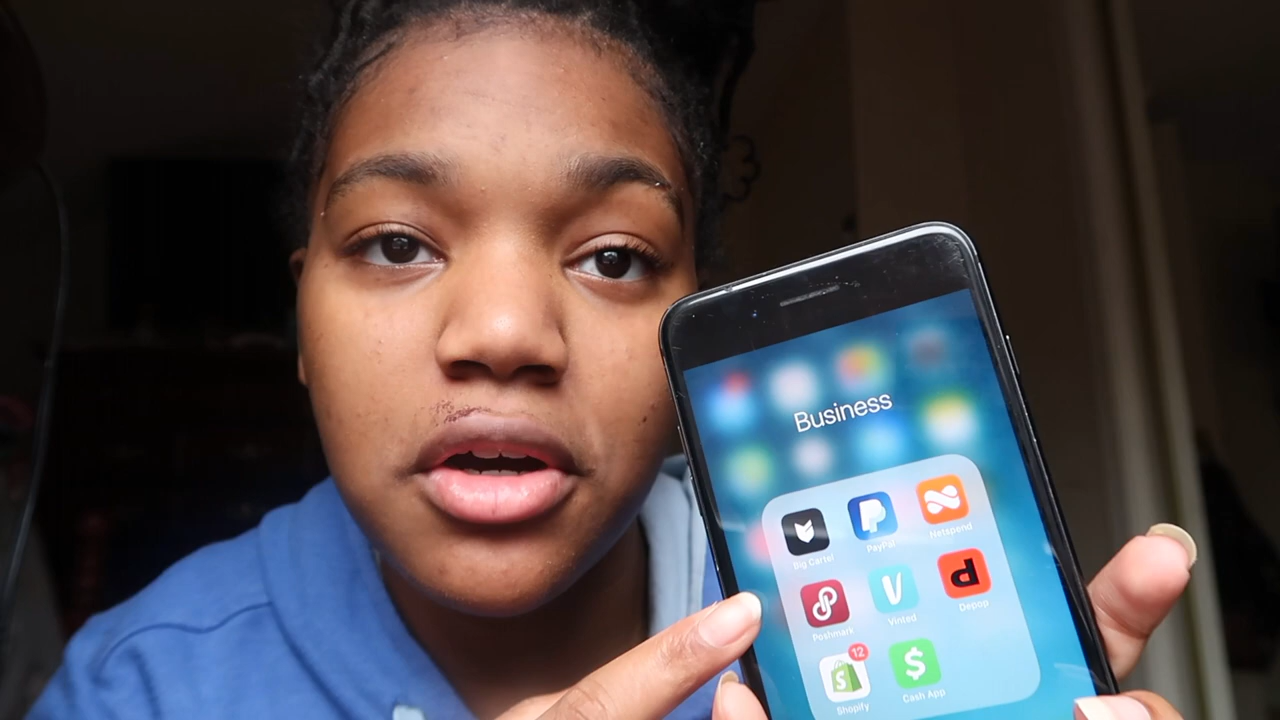 Business
Big Cartel PayPal Netspend
Poshmark Vinted Depop
12
Shopify Cash App